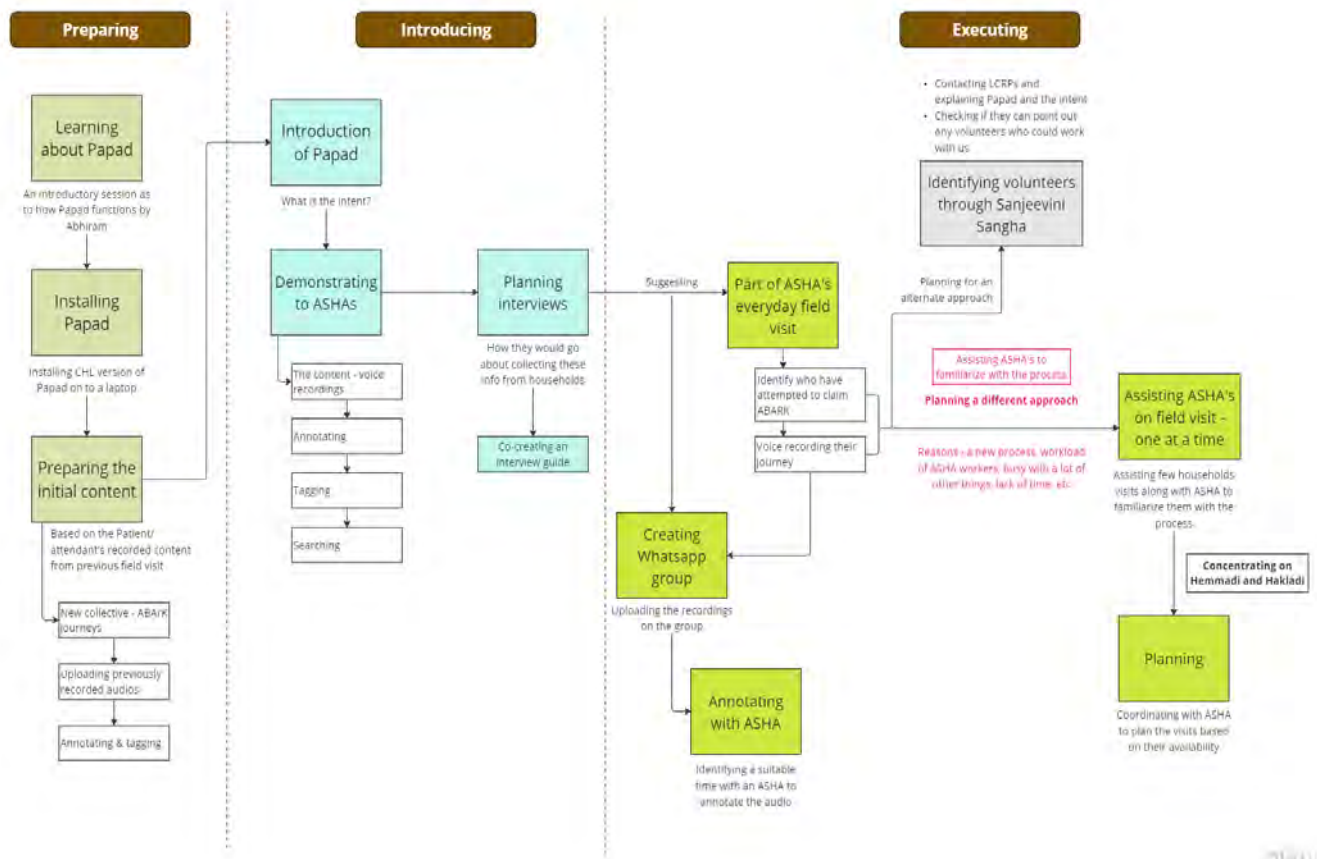 Preparing
Introducing
Executing
Learning
about Papad
An introductory session as
to how Papad functions by
Abhiram
Installing
Papad
Installing CHL version of
Papad on to a laptop
Preparing the
initial content
Based on the Patient/
attendant's recorded content
from previous field visit
New collective - ABArK
journeys
Uploading previously
recorded audios
Annotating & tagging
Introduction
of Papad
What is the intent?
Demonstrating
to ASHAs
The content - voice
recordings
Annotating
Tagging
Searching
Planning
interviews
How they would go
about collecting these
info from households
Co-creating an
interview guide
Suggesting
Part of ASHA's
everyday field
visit
Identify who have
attempted to claim
ABARK
Voice recording their
journey
Creating
Whatsapp
group
Uploading the recordings
on the group
Annotating
with ASHA
Identifying a suitable
time with an ASHA to
annotate the audio
• Contacting LCRPs and
explaining Papad and the intent
• Checking if they can point out
any volunteers who could work
with us
Identifying volunteers
through Sanjeevini
Sangha
Planning for an
alternate approach
Assisting ASHA's to
familiarize with the process
Planning a different approach
Reasons - a new process, workload
of ASHA workers, busy with a lot of
other things, lack of time, etc
Assisting ASHA's
on field visit -
one at a time
Assisting few households
visits along with ASHA to
familiarize them with the
process
Concentrating on
Hemmadi and Hakladi
Planning
Coordinating with ASHA
to plan the visits based
on their availability